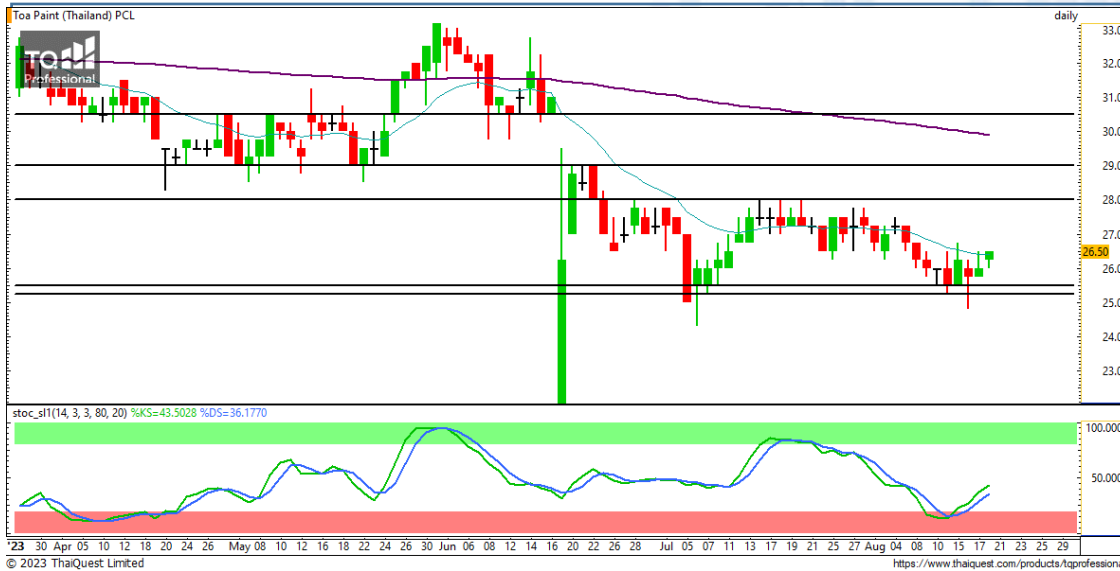 Toa Paint (Thailand) PCL
daily
TQ
Professional
33.0
32.0
31.0
30.0
29.0
28.0
27.0
26.50
26.0
25.0
24.0
23.0
stoc_sl1(14, 3, 3, 80, 20) %KS=43.5028 %DS=36.1770
100.000
50.000
'23 30 Apr 05 10 12 18 20 24 26 May 08 10 12 16 18 22 24 26 30 Jun 06 08 12 14 16 20 22 26 28 Jul 05 07 11 13 17 19 21 25 27 Aug 04 08 10 15 17 21 23 25 29
© 2023 ThaiQuest Limited
https://www.thaiquest.com/products/tqprofession